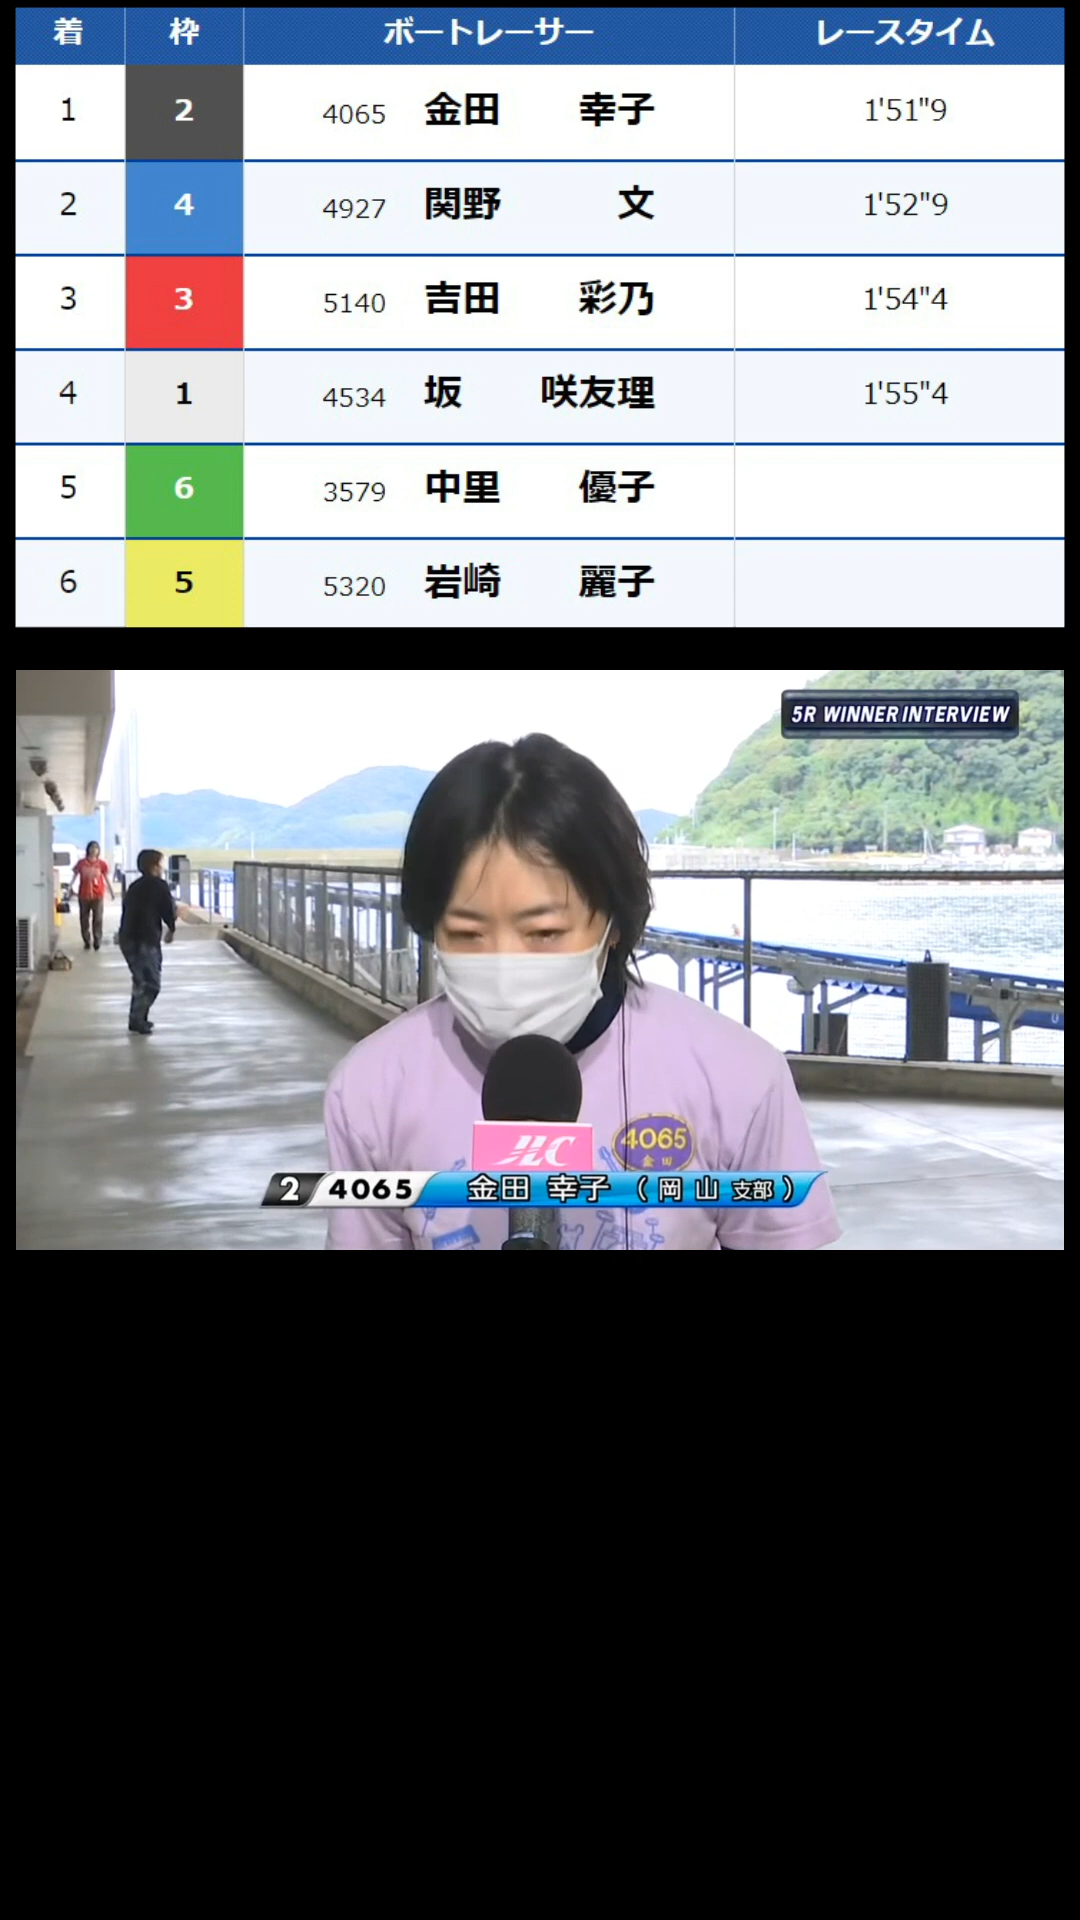 着 枠 ボートレーサー レースタイム
1 2 4065 金田 幸子 1'51"9
2 4 4927 関野 文 1'52"9
3 3 5140 吉田 彩乃 1'54"4
4 1 4534 坂 咲友理 1'55"4
5 6 3579 中里 優子
6 5 5320 岩崎 麗子
5R WINNER INTERVIEW
4065
金田
JLC
2 4065 金田 幸子 (岡山支部)